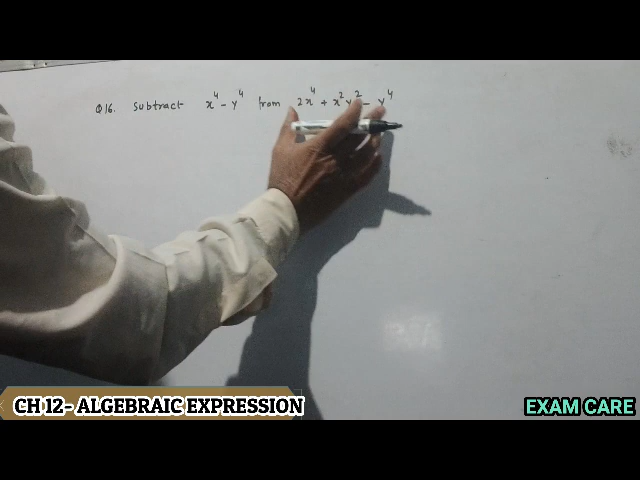 Q16. Subtract x⁴ - y⁴ from 2x⁴ + x²y² - y⁴
CH 12- ALGEBRAIC EXPRESSION
EXAM CARE